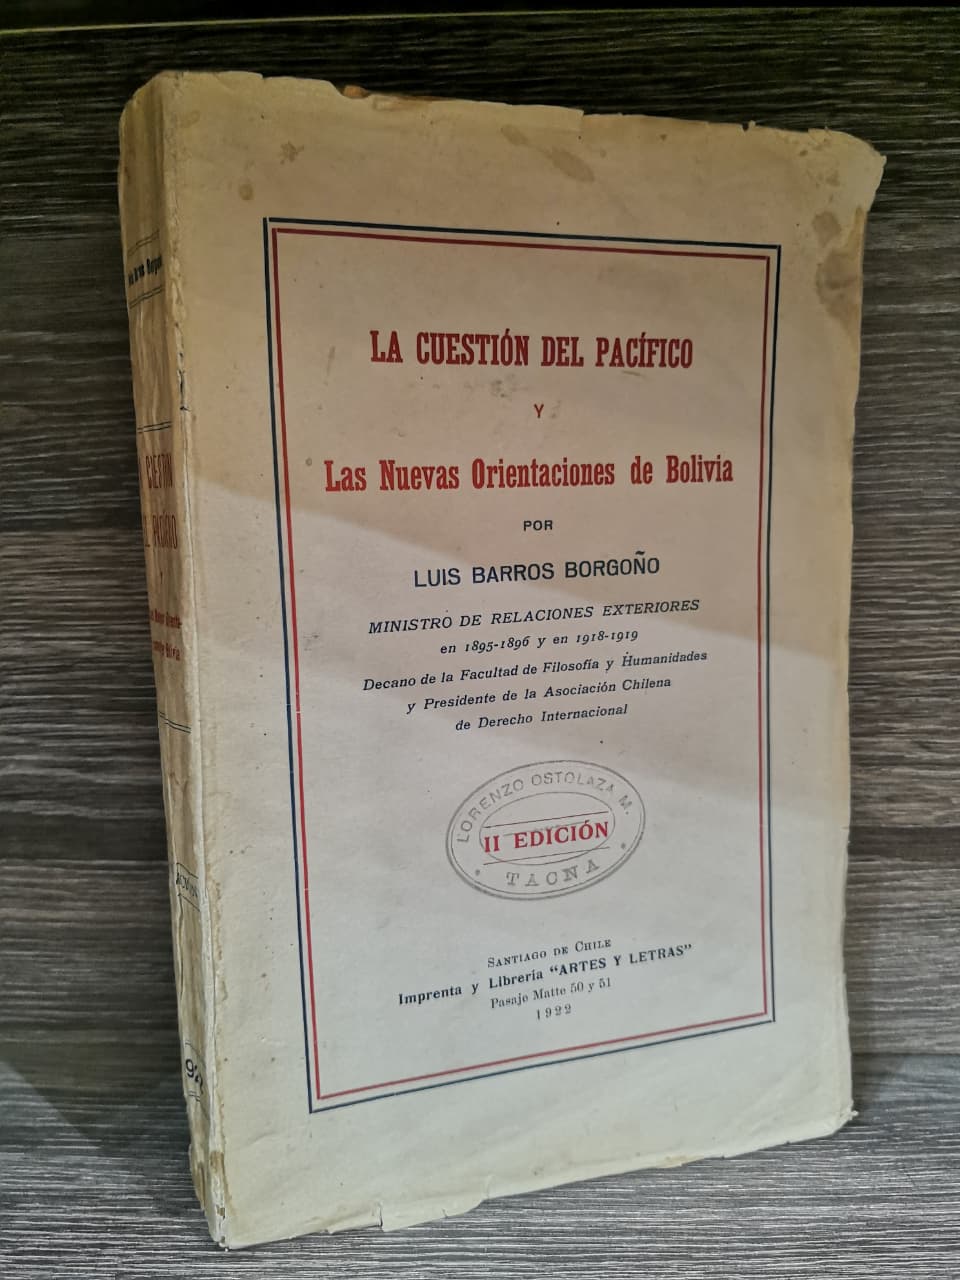 LA CUESTIÓN DEL PACÍFICO
Y
Las Nuevas Orientaciones de Bolivia
POR
LUIS BARROS BORGOÑO
MINISTRO DE RELACIONES EXTERIORES
en 1895-1896 y en 1918-1919
Decano de la Facultad de Filosofía y Humanidades
y Presidente de la Asociación Chilena
de Derecho Internacional
LORENZO OSTOLAZA M.
II EDICIÓN
TACNA
SANTIAGO DE CHILE
Imprenta y Librería "ARTES Y LETRAS"
Pasaje Matte 50 y 51
1922